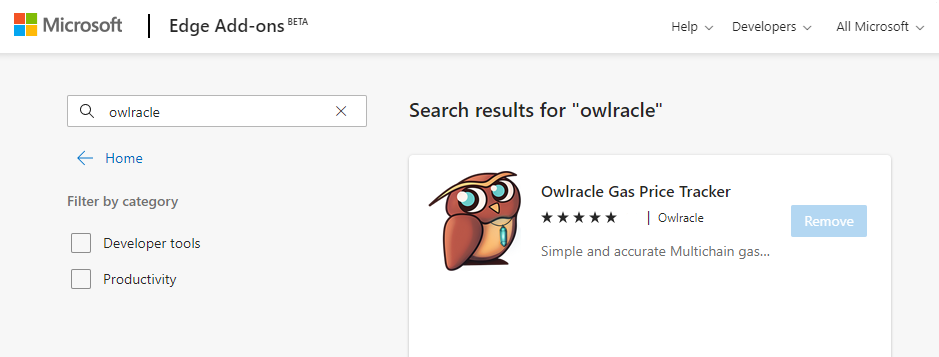 Microsoft | Edge Add-ons BETA Help Developers All Microsoft
owlracle
Home
Filter by category
Developer tools
Productivity
Search results for "owlracle"
Owlracle Gas Price Tracker
★★★★★ | Owlracle
Remove
Simple and accurate Multichain gas...